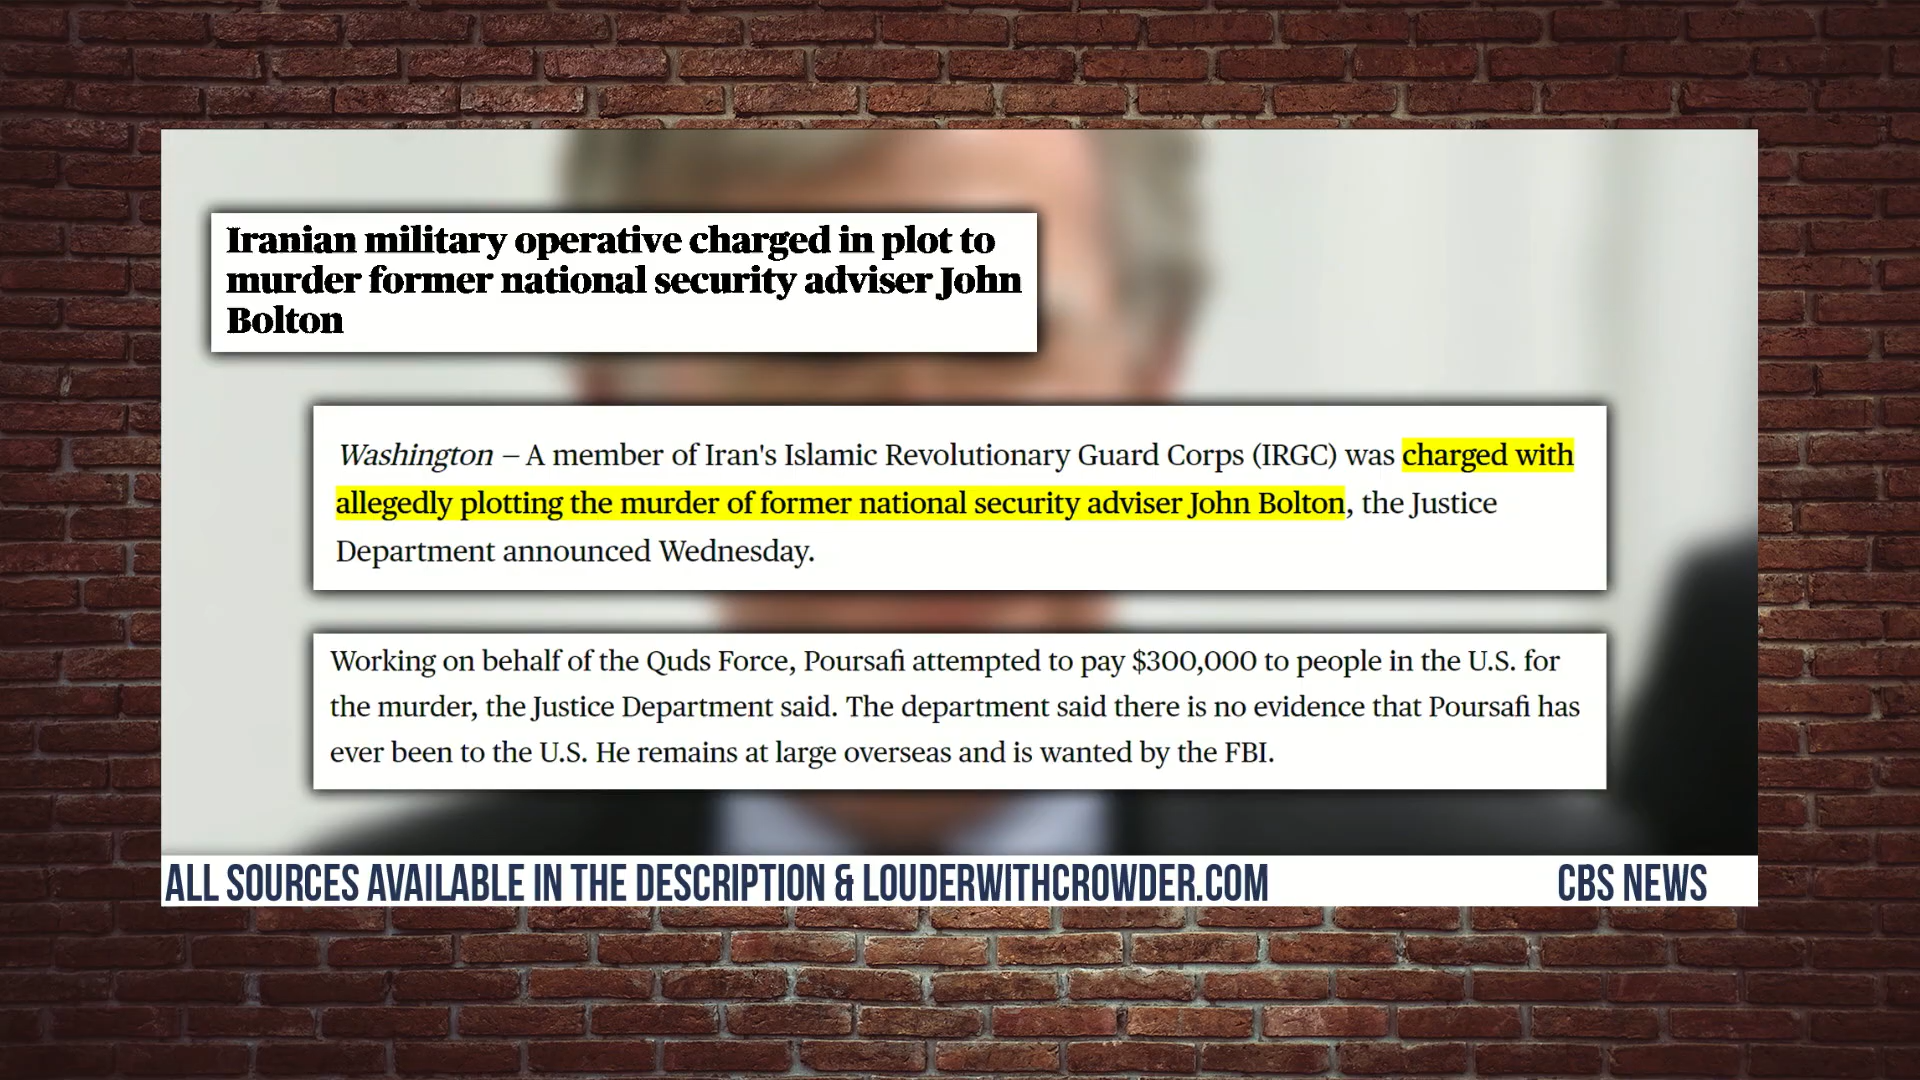 Iranian military operative charged in plot to
murder former national security adviser John
Bolton
Washington – A member of Iran's Islamic Revolutionary Guard Corps (IRGC) was charged with
allegedly plotting the murder of former national security adviser John Bolton, the Justice
Department announced Wednesday.
Working on behalf of the Quds Force, Poursafi attempted to pay $300,000 to people in the U.S. for
the murder, the Justice Department said. The department said there is no evidence that Poursafi has
ever been to the U.S. He remains at large overseas and is wanted by the FBI.
ALL SOURCES AVAILABLE IN THE DESCRIPTION & LOUDERWITHCROWDER.COM
CBS NEWS